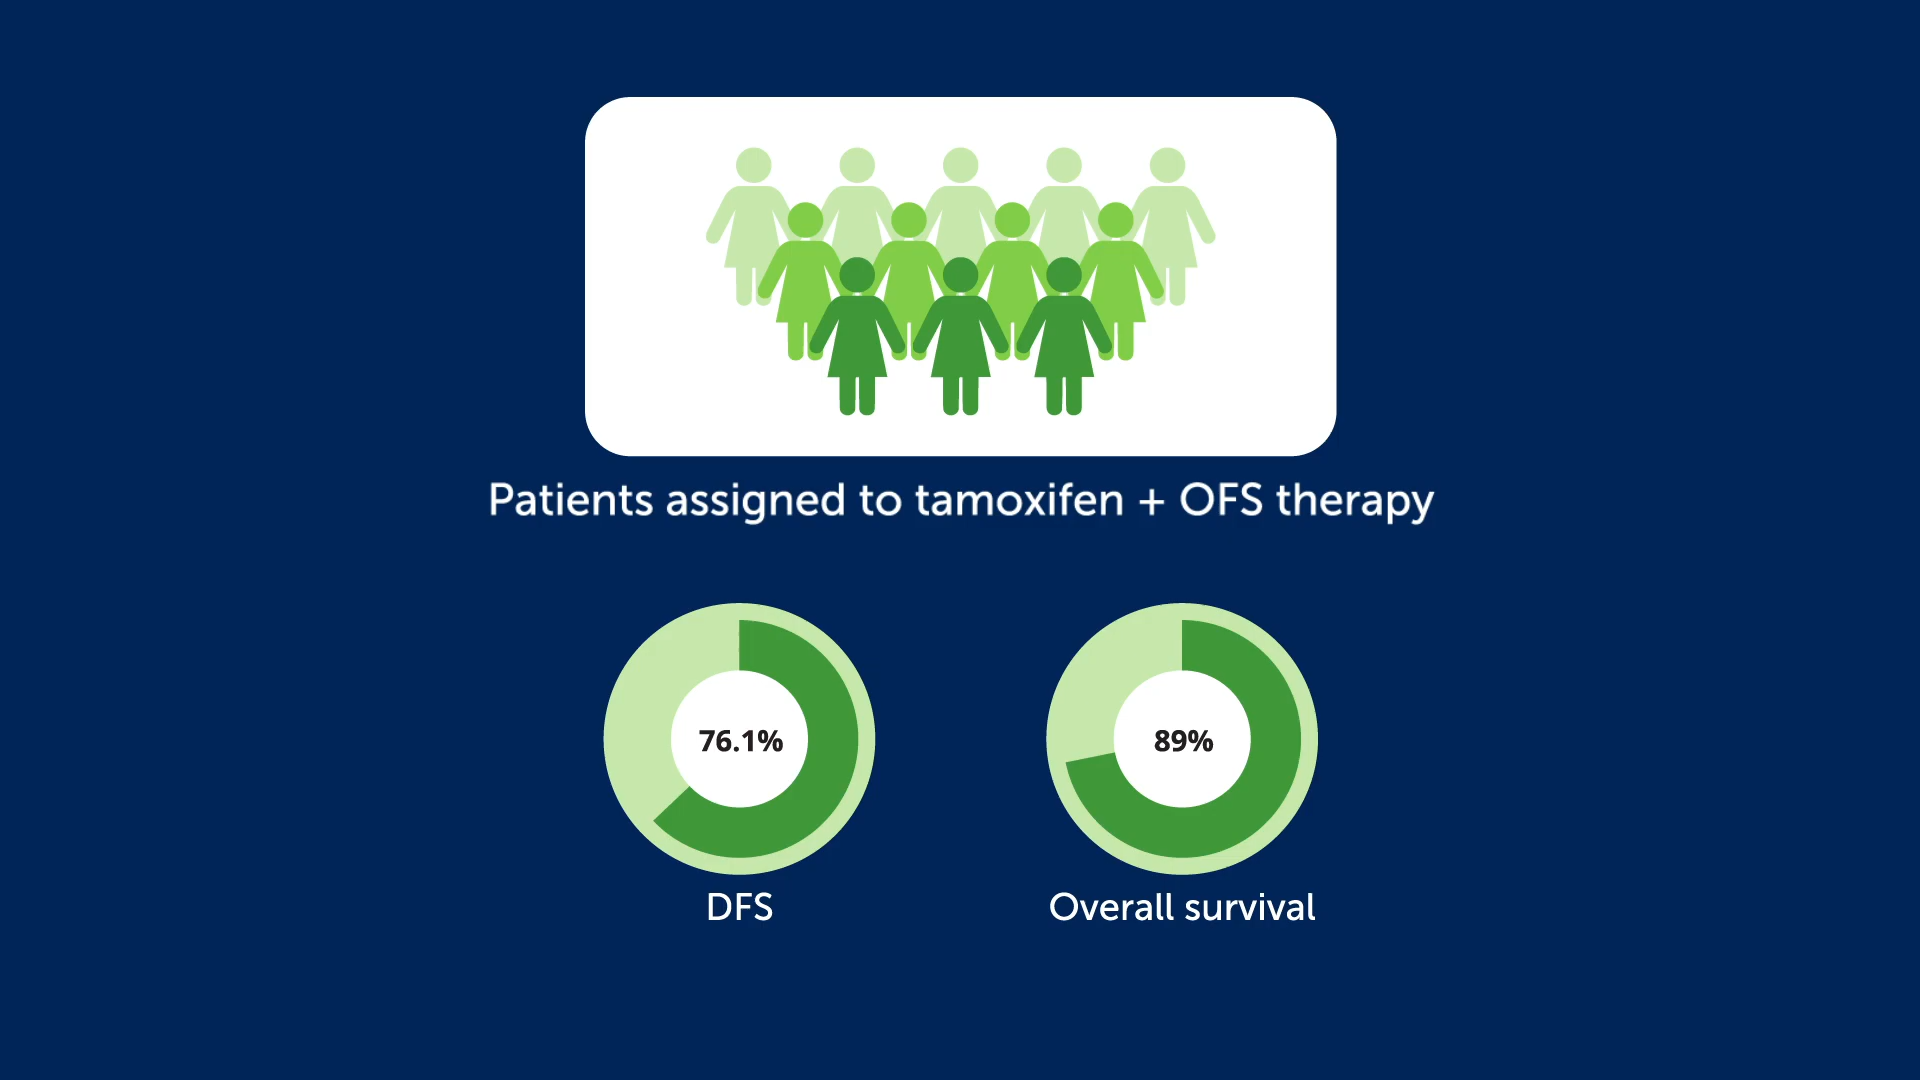 Patients assigned to tamoxifen + OFS therapy
76.1%
89%
DFS
Overall survival